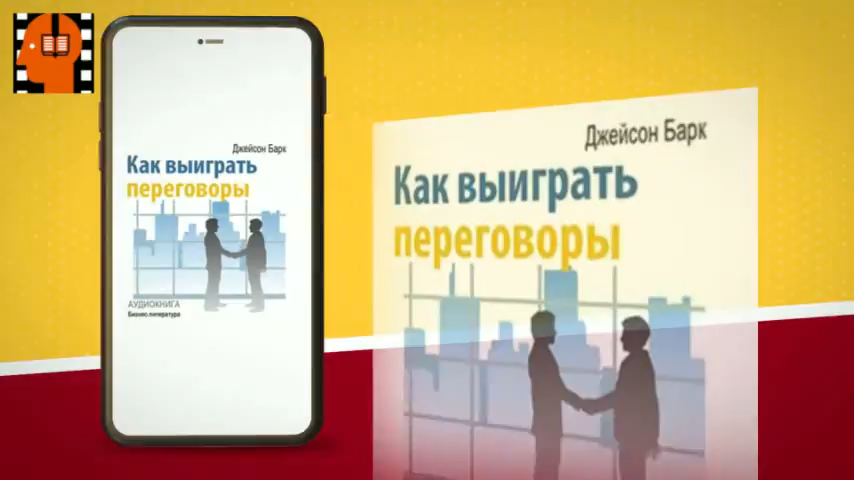 Джейсон Барк
Как выиграть
переговоры
АУДИОКНИГА
Бизнес литература
Джейсон Барк
Как выиграть
переговоры